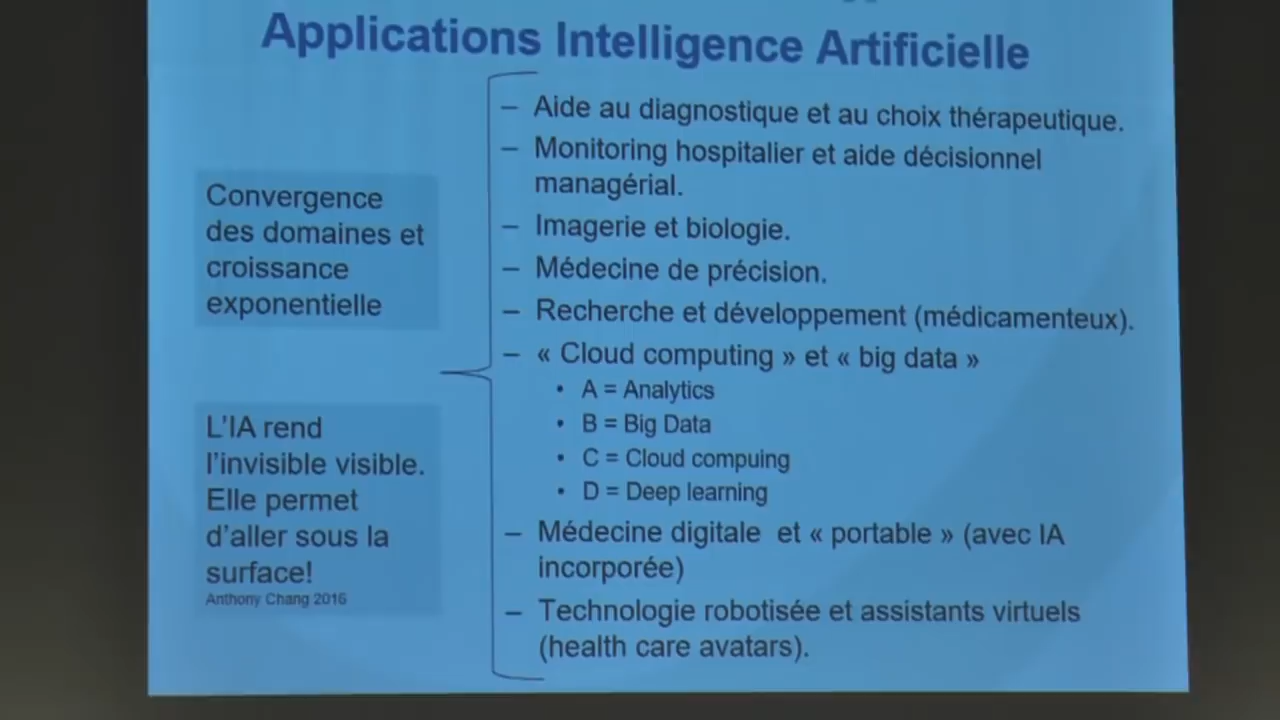 Applications Intelligence Artificielle
Convergence
des domaines et
croissance
exponentielle
L'IA rend
l'invisible visible.
Elle permet
d'aller sous la
surface!
Anthony Chang 2016
– Aide au diagnostique et au choix thérapeutique.
– Monitoring hospitalier et aide décisionnel
managérial.
– Imagerie et biologie.
– Médecine de précision.
– Recherche et développement (médicamenteux).
– « Cloud computing » et « big data »
• A = Analytics
• B = Big Data
• C = Cloud compuing
• D = Deep learning
– Médecine digitale et « portable » (avec IA
incorporée)
– Technologie robotisée et assistants virtuels
(health care avatars).